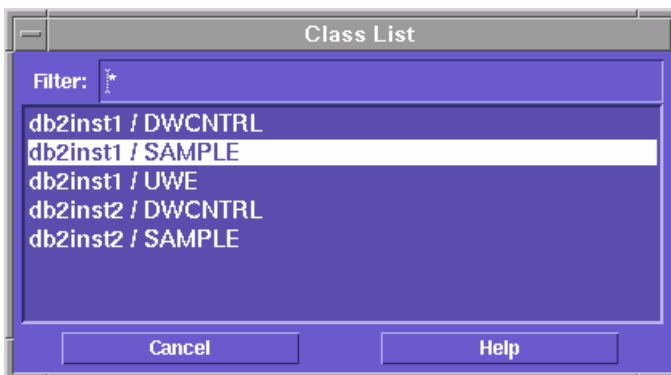 Class List
Filter: *
db2inst1 / DWCNTRL
db2inst1 / SAMPLE
db2inst1 / UWE
db2inst2 / DWCNTRL
db2inst2 / SAMPLE
Cancel Help